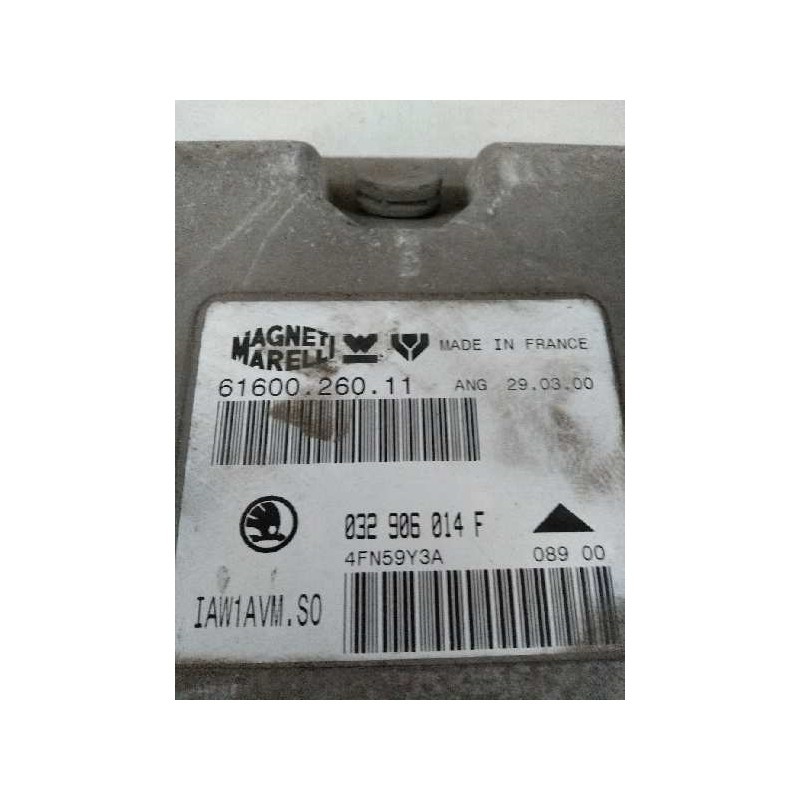 MAGNETI
MARELLI
MADE IN FRANCE
61600.260.11 ANG 29.03.00
032 906 014 F
4FN59Y3A 089 00
IAW1AVM.S0